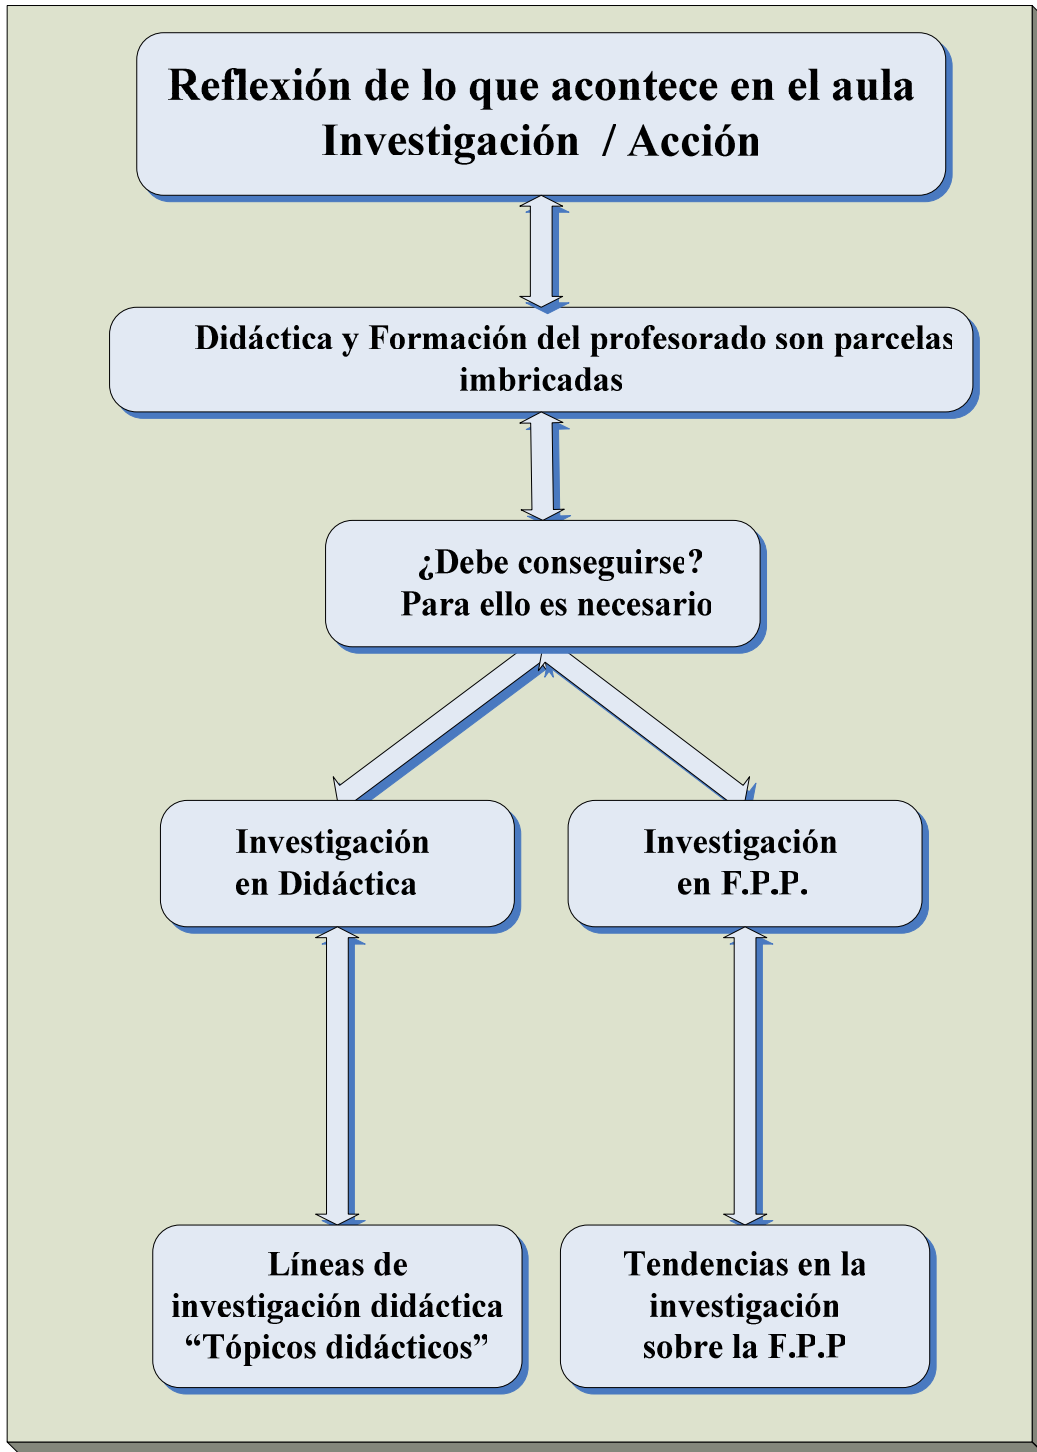 Reflexión de lo que acontece en el aula
Investigación / Acción
Didáctica y Formación del profesorado son parcelas
imbricadas
¿Debe conseguirse?
Para ello es necesario
Investigación
en Didáctica
Investigación
en F.P.P.
Líneas de
investigación didáctica
“Tópicos didácticos”
Tendencias en la
investigación
sobre la F.P.P